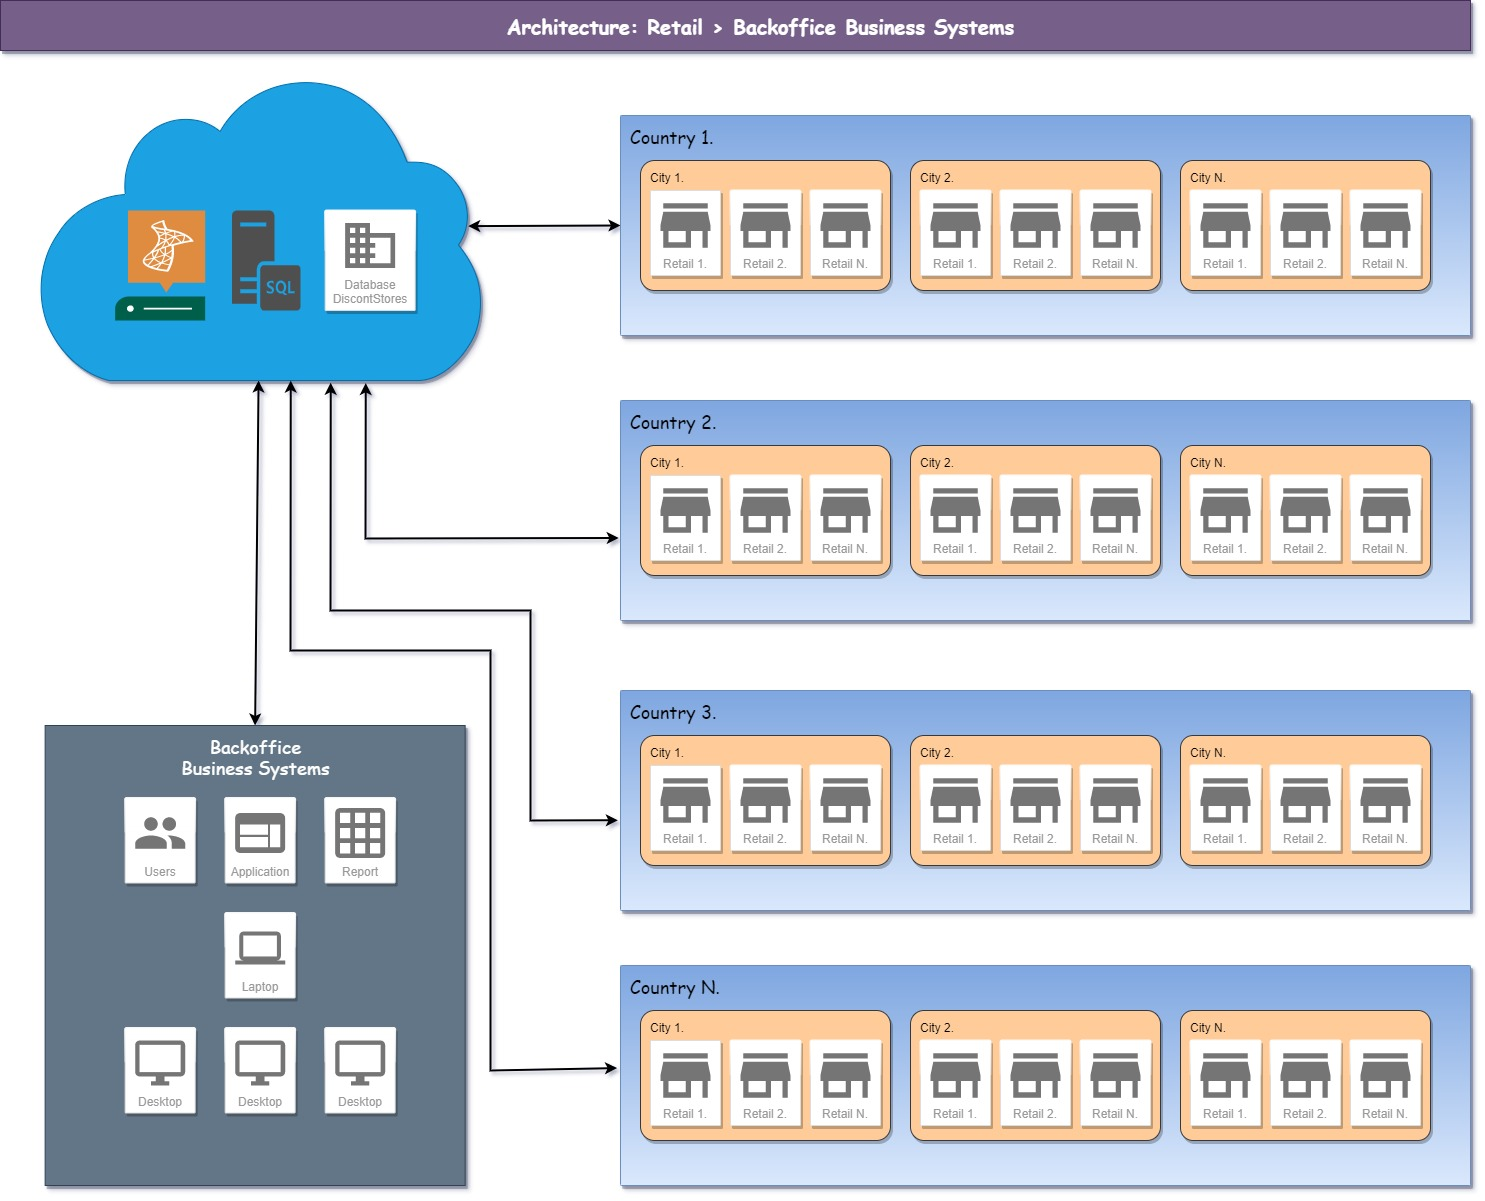 Architecture: Retail > Backoffice Business Systems
SQL
Database
DiscontStores
Country 1.
City 1.
Retail 1.
Retail 2.
Retail N.
City 2.
Retail 1.
Retail 2.
Retail N.
City N.
Retail 1.
Retail 2.
Retail N.
Country 2.
City 1.
Retail 1.
Retail 2.
Retail N.
City 2.
Retail 1.
Retail 2.
Retail N.
City N.
Retail 1.
Retail 2.
Retail N.
Country 3.
City 1.
Retail 1.
Retail 2.
Retail N.
City 2.
Retail 1.
Retail 2.
Retail N.
City N.
Retail 1.
Retail 2.
Retail N.
Country N.
City 1.
Retail 1.
Retail 2.
Retail N.
City 2.
Retail 1.
Retail 2.
Retail N.
City N.
Retail 1.
Retail 2.
Retail N.
Backoffice
Business Systems
Users
Application
Report
Laptop
Desktop
Desktop
Desktop